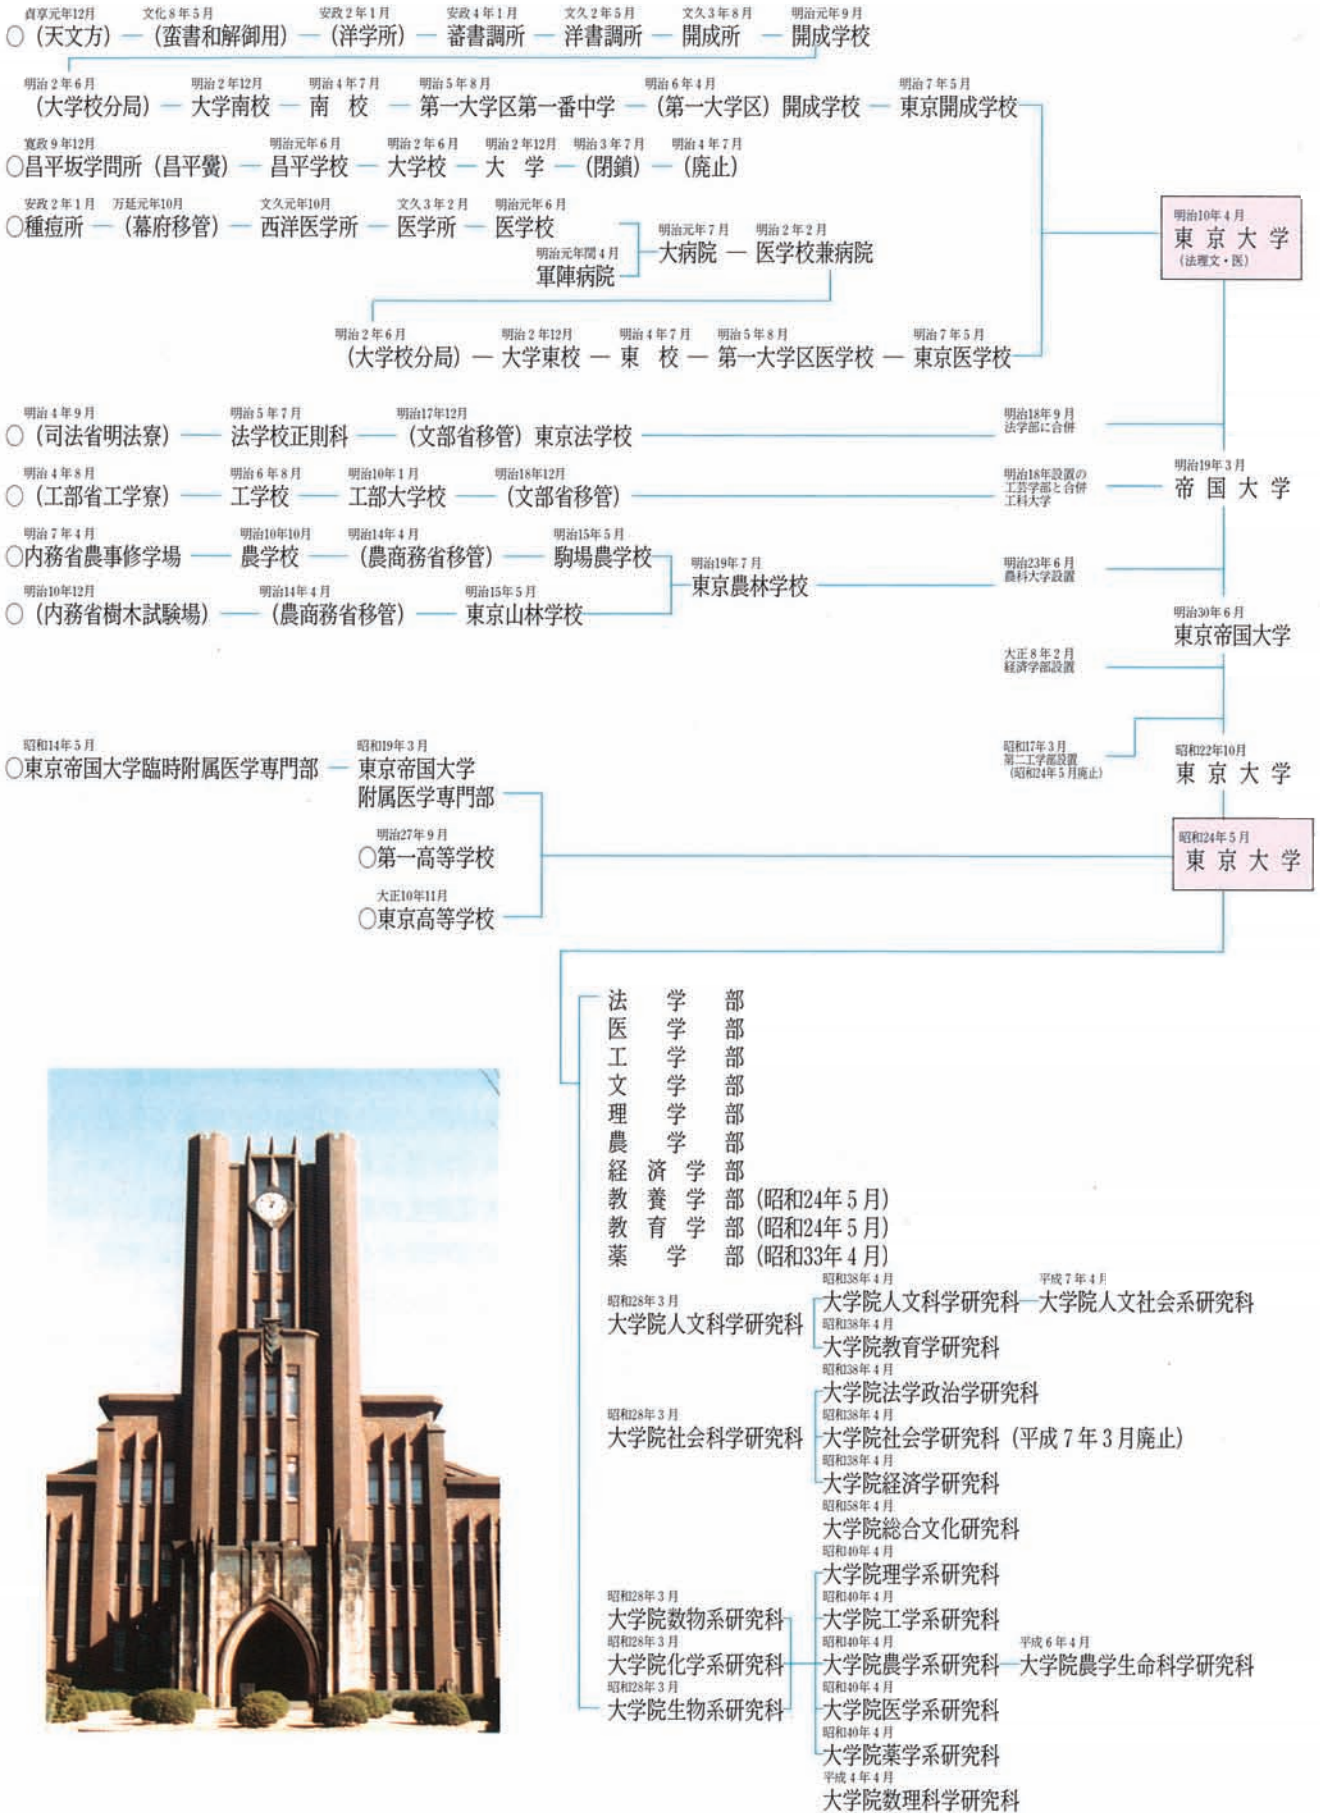 貞享元年12月 文化8年5月 安政2年1月 安政4年1月 文久2年5月 文久3年8月 明治元年9月
○(天文方) ― (蛮書和解御用) ― (洋学所) ― 蕃書調所 ― 洋書調所 ― 開成所 ― 開成学校
明治2年6月 明治2年12月 明治4年7月 明治5年8月 明治6年4月 明治7年5月
(大学校分局) ― 大学南校 ― 南 校 ― 第一大学区第一番中学 ― (第一大学区) 開成学校 ― 東京開成学校
寛政9年12月 明治元年6月 明治2年6月 明治2年12月 明治3年7月 明治4年7月
○昌平坂学問所 (昌平黌) ― 昌平学校 ― 大学校 ― 大 学 ― (閉鎖) ― (廃止)
安政2年1月 万延元年10月 文久元年10月 文久3年2月 明治元年6月
○種痘所 ― (幕府移管) ― 西洋医学所 ― 医学所 ― 医学校
明治10年4月
東 京 大 学
(法理文・医)
明治元年7月 明治2年2月
大病院 ― 医学校兼病院
明治元年閏4月
軍陣病院
明治2年6月 明治2年12月 明治4年7月 明治5年8月 明治7年5月
(大学校分局) ― 大学東校 ― 東 校 ― 第一大学区医学校 ― 東京医学校
明治4年9月 明治5年7月 明治17年12月
○(司法省明法寮) ― 法学校正則科 ― (文部省移管) 東京法学校
明治18年9月
法学部に合併
明治4年8月 明治6年8月 明治10年1月 明治18年12月
○(工部省工学寮) ― 工学校 ― 工部大学校 ― (文部省移管)
明治18年設置の
工芸学部と合併
工科大学
明治19年3月
帝 国 大 学
明治7年4月 明治10年10月 明治14年4月 明治15年5月
○内務省農事修学場 ― 農学校 ― (農商務省移管) ― 駒場農学校
明治19年7月
東京農林学校
明治23年6月
農科大学設置
明治10年12月 明治14年4月 明治15年5月
○(内務省樹木試験場) ― (農商務省移管) ― 東京山林学校
明治30年6月
東京帝国大学
大正8年2月
経済学部設置
昭和17年3月
第二工学部設置
(昭和24年5月廃止)
昭和22年10月
東 京 大 学
昭和14年5月 昭和19年3月
○東京帝国大学臨時附属医学専門部 ― 東京帝国大学
附属医学専門部
明治27年9月
○第一高等学校
昭和24年5月
東 京 大 学
大正10年11月
○東京高等学校
法 学 部
医 学 部
工 学 部
文 学 部
理 学 部
農 学 部
経 済 学 部
教 養 学 部 (昭和24年5月)
教 育 学 部 (昭和24年5月)
薬 学 部 (昭和33年4月)
昭和28年3月
大学院人文科学研究科
昭和38年4月 平成7年4月
大学院人文科学研究科 ― 大学院人文社会系研究科
昭和38年4月
大学院教育学研究科
昭和28年3月
大学院社会科学研究科
昭和38年4月
大学院法学政治学研究科
昭和38年4月
大学院社会学研究科 (平成7年3月廃止)
昭和38年4月
大学院経済学研究科
昭和58年4月
大学院総合文化研究科
昭和28年3月
大学院数物系研究科
昭和28年3月
大学院化学系研究科
昭和28年3月
大学院生物系研究科
昭和40年4月
大学院理学系研究科
昭和40年4月
大学院工学系研究科
昭和40年4月 平成6年4月
大学院農学系研究科 ― 大学院農学生命科学研究科
昭和40年4月
大学院医学系研究科
昭和40年4月
大学院薬学系研究科
平成4年4月
大学院数理科学研究科